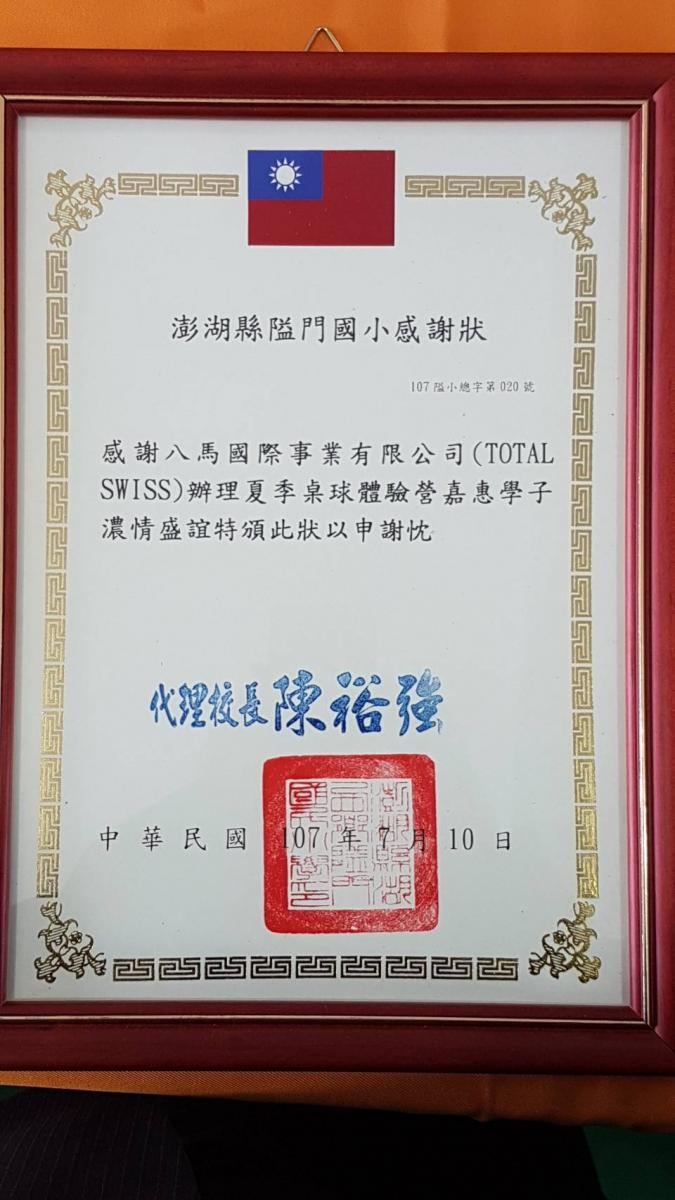 澎湖縣隘門國小感謝狀
107隘小總字第020號
感謝八馬國際事業有限公司(TOTAL
SWISS)辦理夏季桌球體驗營嘉惠學子
濃情盛誼特頒此狀以申謝忱
代理校長陳裕強
中華民國 107 年 7 月 10 日